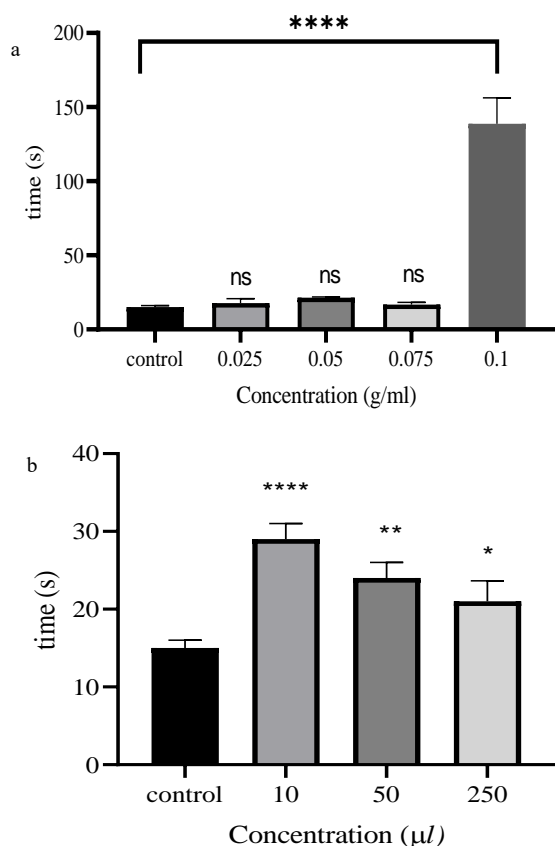 a
****
200
150
100
50
0
time (s)
ns ns ns
control 0.025 0.05 0.075 0.1
Concentration (g/ml)
b
40
30
20
10
0
time (s)
****
**
*
control 10 50 250
Concentration (μl)